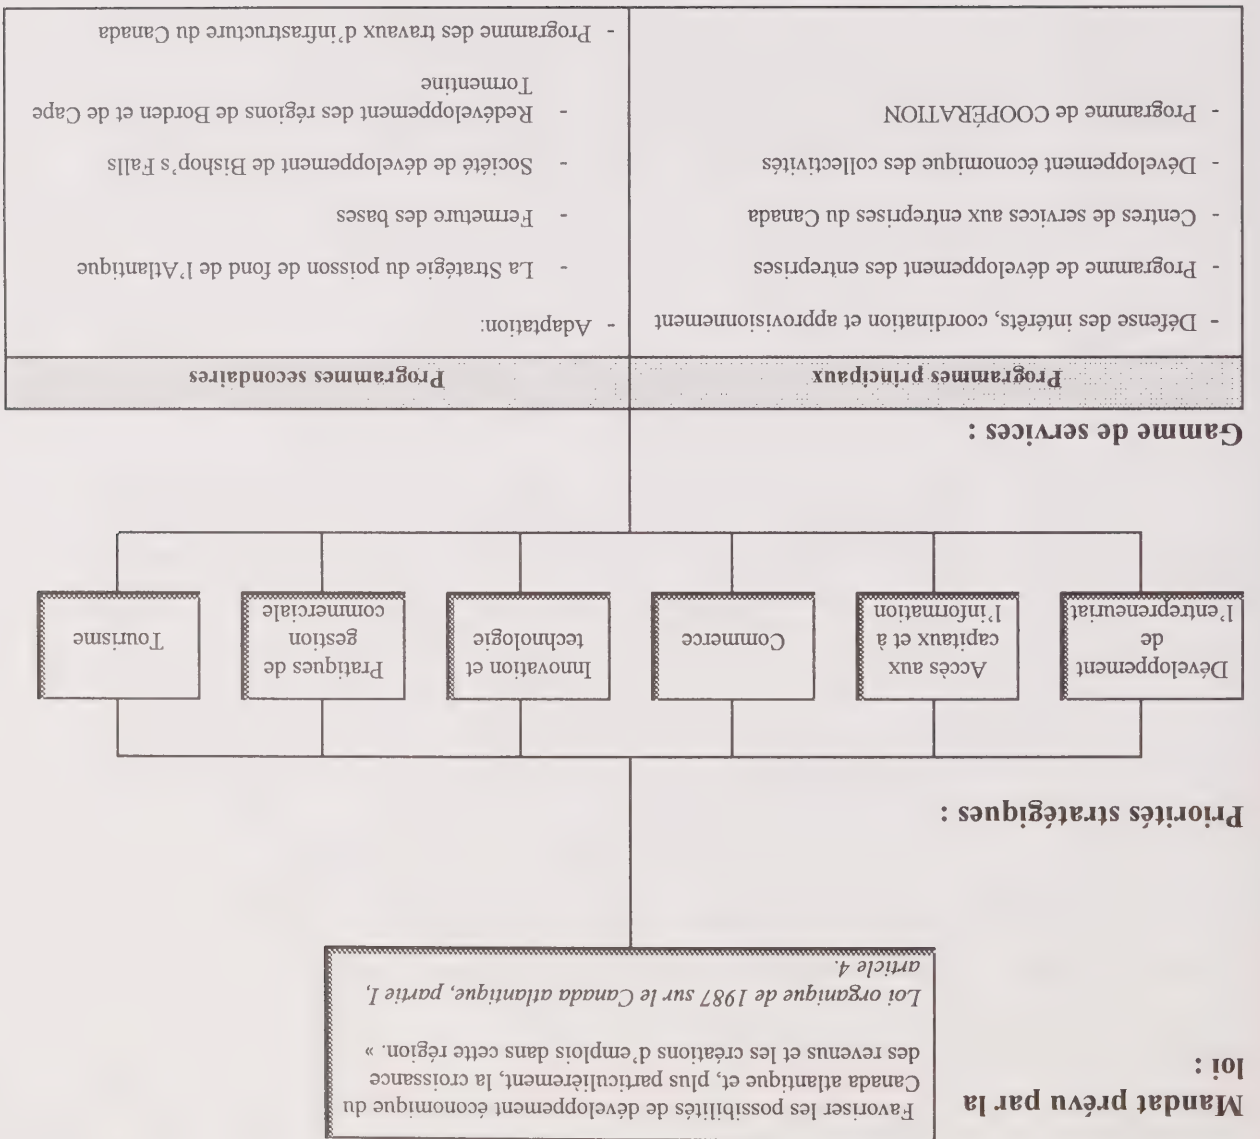 Mandat prévu par la
loi :
Favoriser les possibilités de développement économique du
Canada atlantique et, plus particulièrement, la croissance
des revenus et les créations d'emplois dans cette région. »
Loi organique de 1987 sur le Canada atlantique, partie I,
article 4.
Priorités stratégiques :
Développement
de
l'entrepreneuriat
Accès aux
capitaux et à
l'information
Commerce
Innovation et
technologie
Pratiques de
gestion
commerciale
Tourisme
Gamme de services :
Programmes principaux
- Défense des intérêts, coordination et approvisionnement
- Programme de développement des entreprises
- Centres de services aux entreprises du Canada
- Développement économique des collectivités
- Programme de COOPÉRATION
Programmes secondaires
- Adaptation:
- La Stratégie du poisson de fond de l'Atlantique
- Fermeture des bases
- Société de développement de Bishop's Falls
- Redéveloppement des régions de Borden et de Cape
Tormentine
- Programme des travaux d'infrastructure du Canada